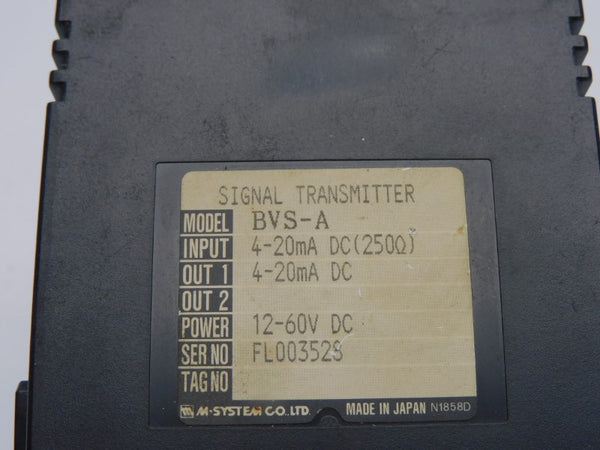 SIGNAL TRANSMITTER
MODEL BVS-A
INPUT 4-20mA DC(250Ω)
OUT 1 4-20mA DC
OUT 2
POWER 12-60V DC
SER NO FL003528
TAG NO
M-SYSTEM CO.,LTD. MADE IN JAPAN N1858D